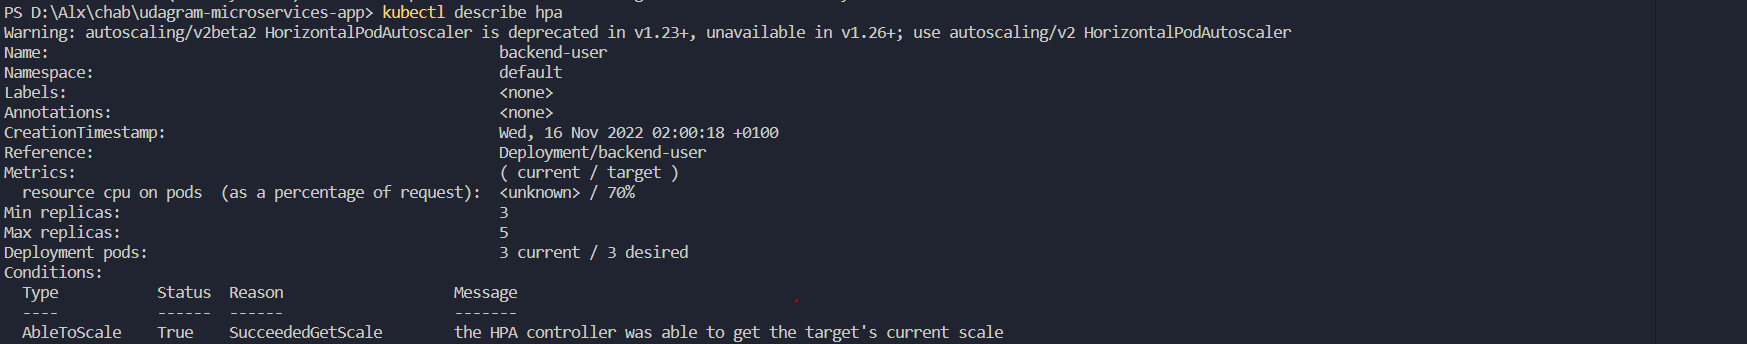 PS D:\Alx\chab\udagram-microservices-app> kubectl describe hpa
Warning: autoscaling/v2beta2 HorizontalPodAutoscaler is deprecated in v1.23+, unavailable in v1.26+; use autoscaling/v2 HorizontalPodAutoscaler
Name: backend-user
Namespace: default
Labels: <none>
Annotations: <none>
CreationTimestamp: Wed, 16 Nov 2022 02:00:18 +0100
Reference: Deployment/backend-user
Metrics: ( current / target )
  resource cpu on pods  (as a percentage of request): <unknown> / 70%
Min replicas: 3
Max replicas: 5
Deployment pods: 3 current / 3 desired
Conditions:
  Type Status Reason Message
  ---- ------ ------ -------
  AbleToScale True SucceededGetScale the HPA controller was able to get the target's current scale